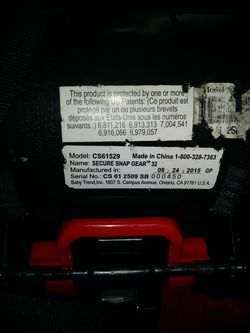 This product is protected by one or more
of the following US Patents: (Ce produit est
protégé par un ou plusieurs brevets
déposés aux États-Unis sous les numéros
suivants :) 6,811,216 6,913,313 7,004,541
6,916,066 6,979,057
25l
Model: CS61529 Made in China 1-800-328-7363
Name: SECURE SNAP GEAR™ 32
Manufactured in: 08 - 24 - 2015 GP
Serial No.: CS 61 2509 SB 000450
Baby Trend,Inc. 1607 S. Campus Avenue, Ontario, CA 91761 U.S.A.